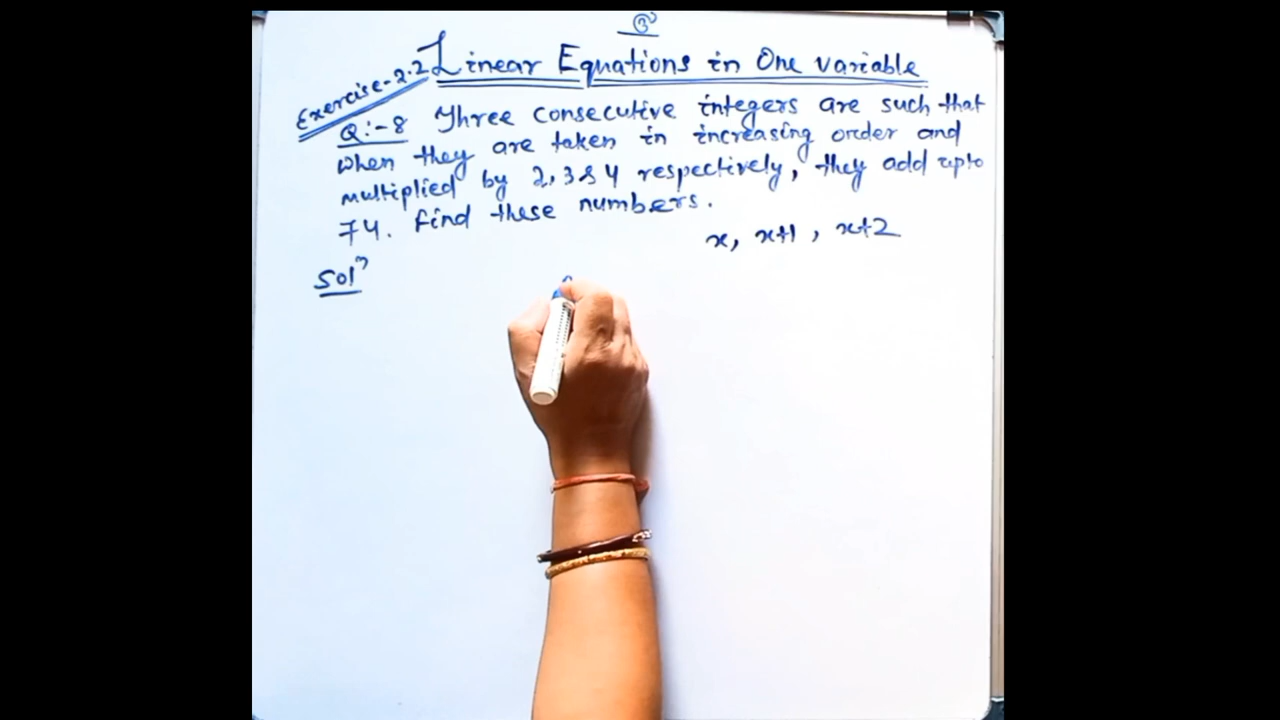 Linear Equations in One variable
Exercise-2.2
Q:-8 Three consecutive integers are such that
when they are taken in increasing order and
multiplied by 2,3&4 respectively, they add upto
74. Find these numbers.
x, x+1, x+2
Solⁿ